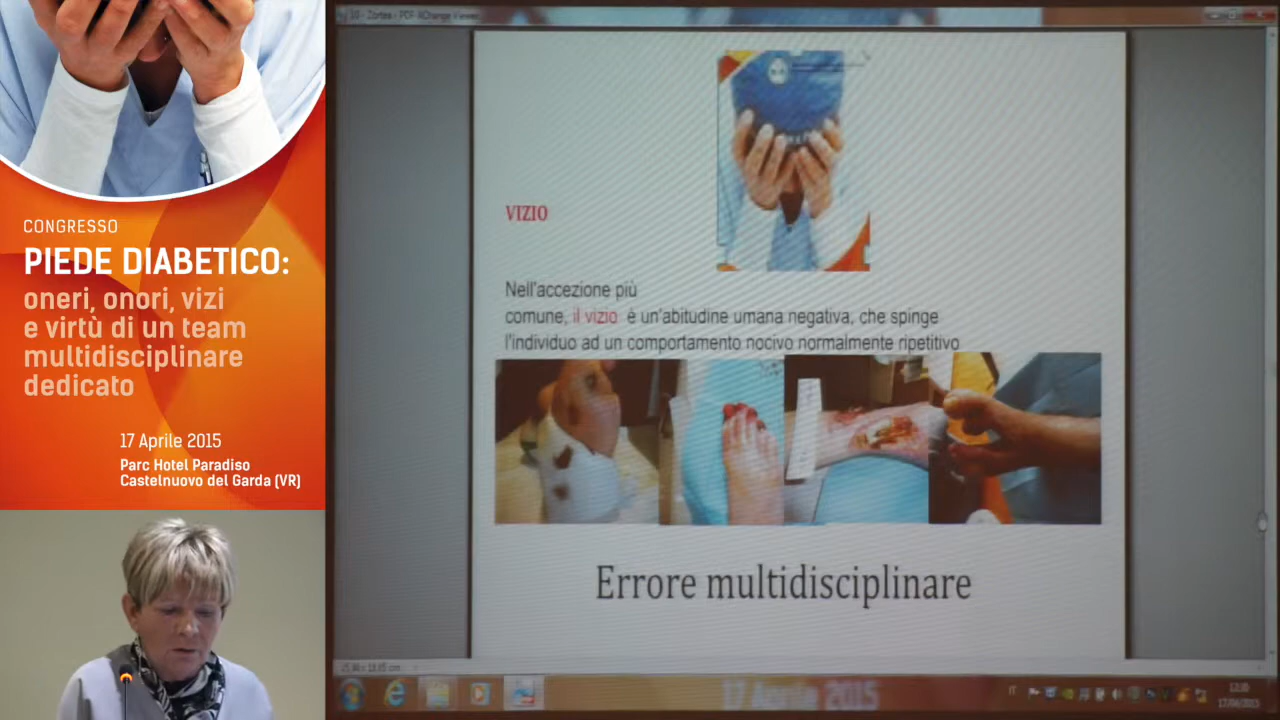 CONGRESSO
PIEDE DIABETICO:
oneri, onori, vizi
e virtù di un team
multidisciplinare
dedicato
17 Aprile 2015
Parc Hotel Paradiso
Castelnuovo del Garda (VR)
VIZIO
Nell'accezione più
comune, il vizio è un'abitudine umana negativa, che spinge
l'individuo ad un comportamento nocivo normalmente ripetitivo
Errore multidisciplinare
17 Aprile 2015
IT